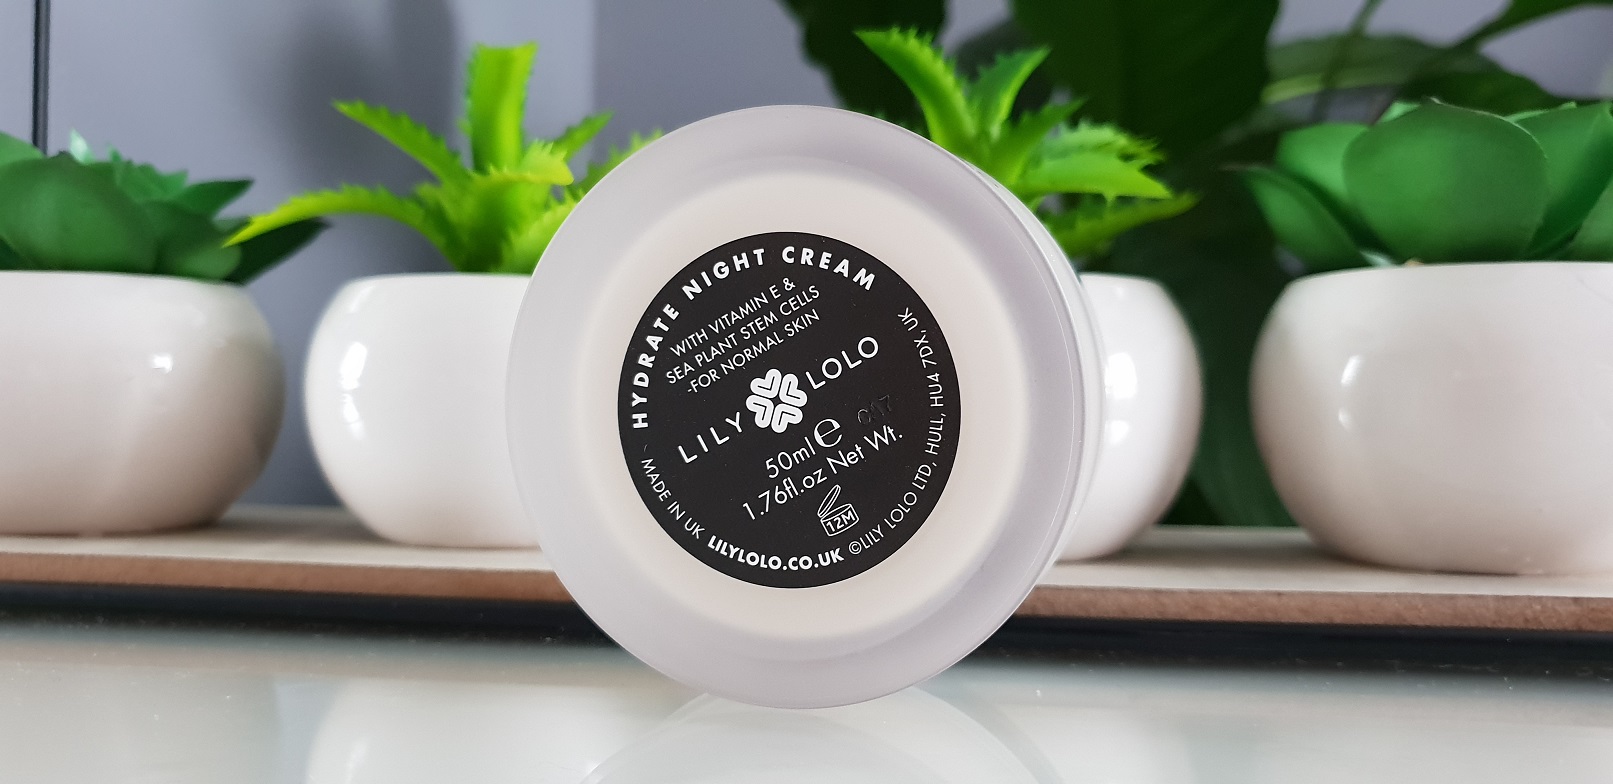 HYDRATE NIGHT CREAM
WITH VITAMIN E &
SEA PLANT STEM CELLS
-FOR NORMAL SKIN
LILY LOLO
50ml e
1.76fl.oz Net Wt.
12M
MADE IN UK LILYLOLO.CO.UK ©LILY LOLO LTD, HULL, HU4 7DX, UK